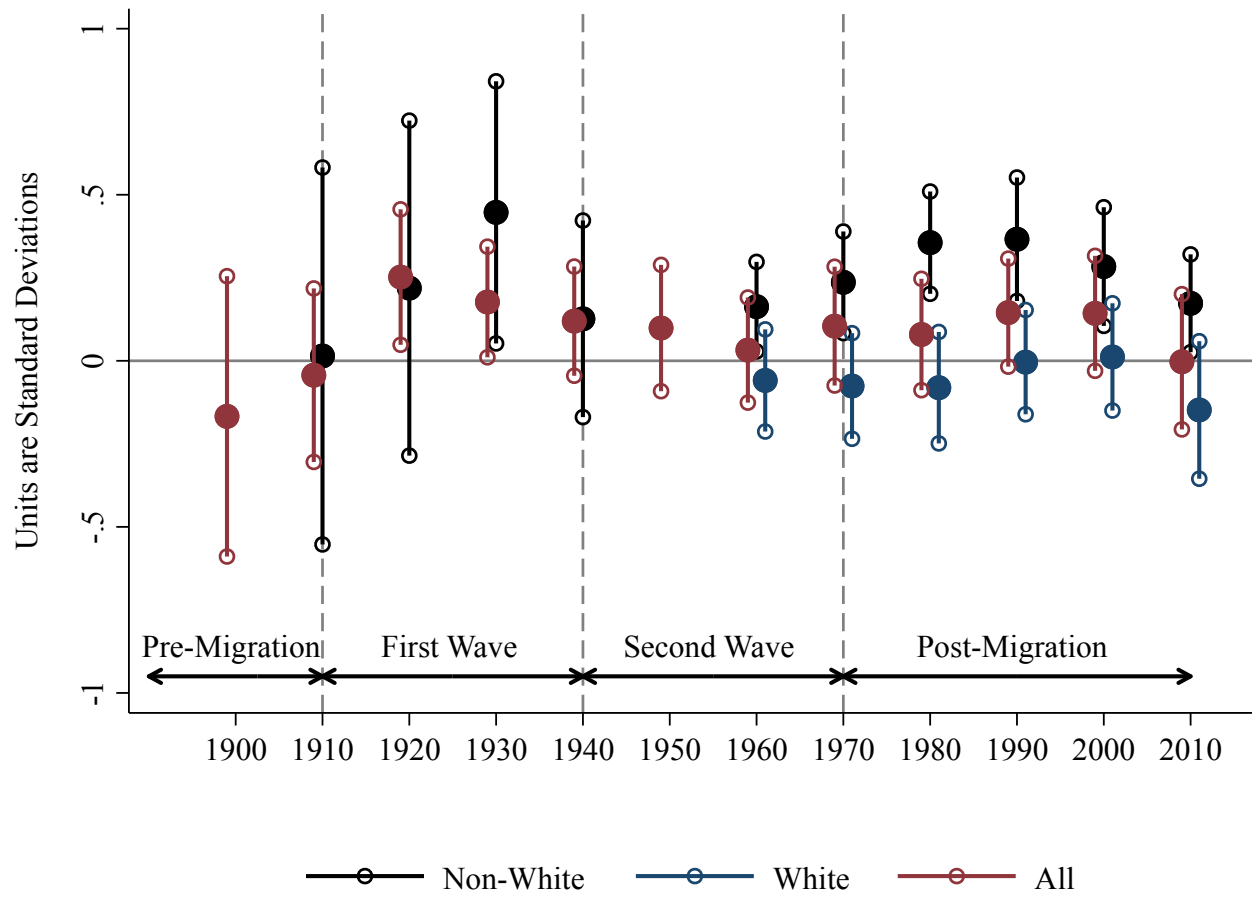 Units are Standard Deviations
1
.5
0
-.5
-1
Pre-Migration First Wave Second Wave Post-Migration
1900 1910 1920 1930 1940 1950 1960 1970 1980 1990 2000 2010
Non-White White All